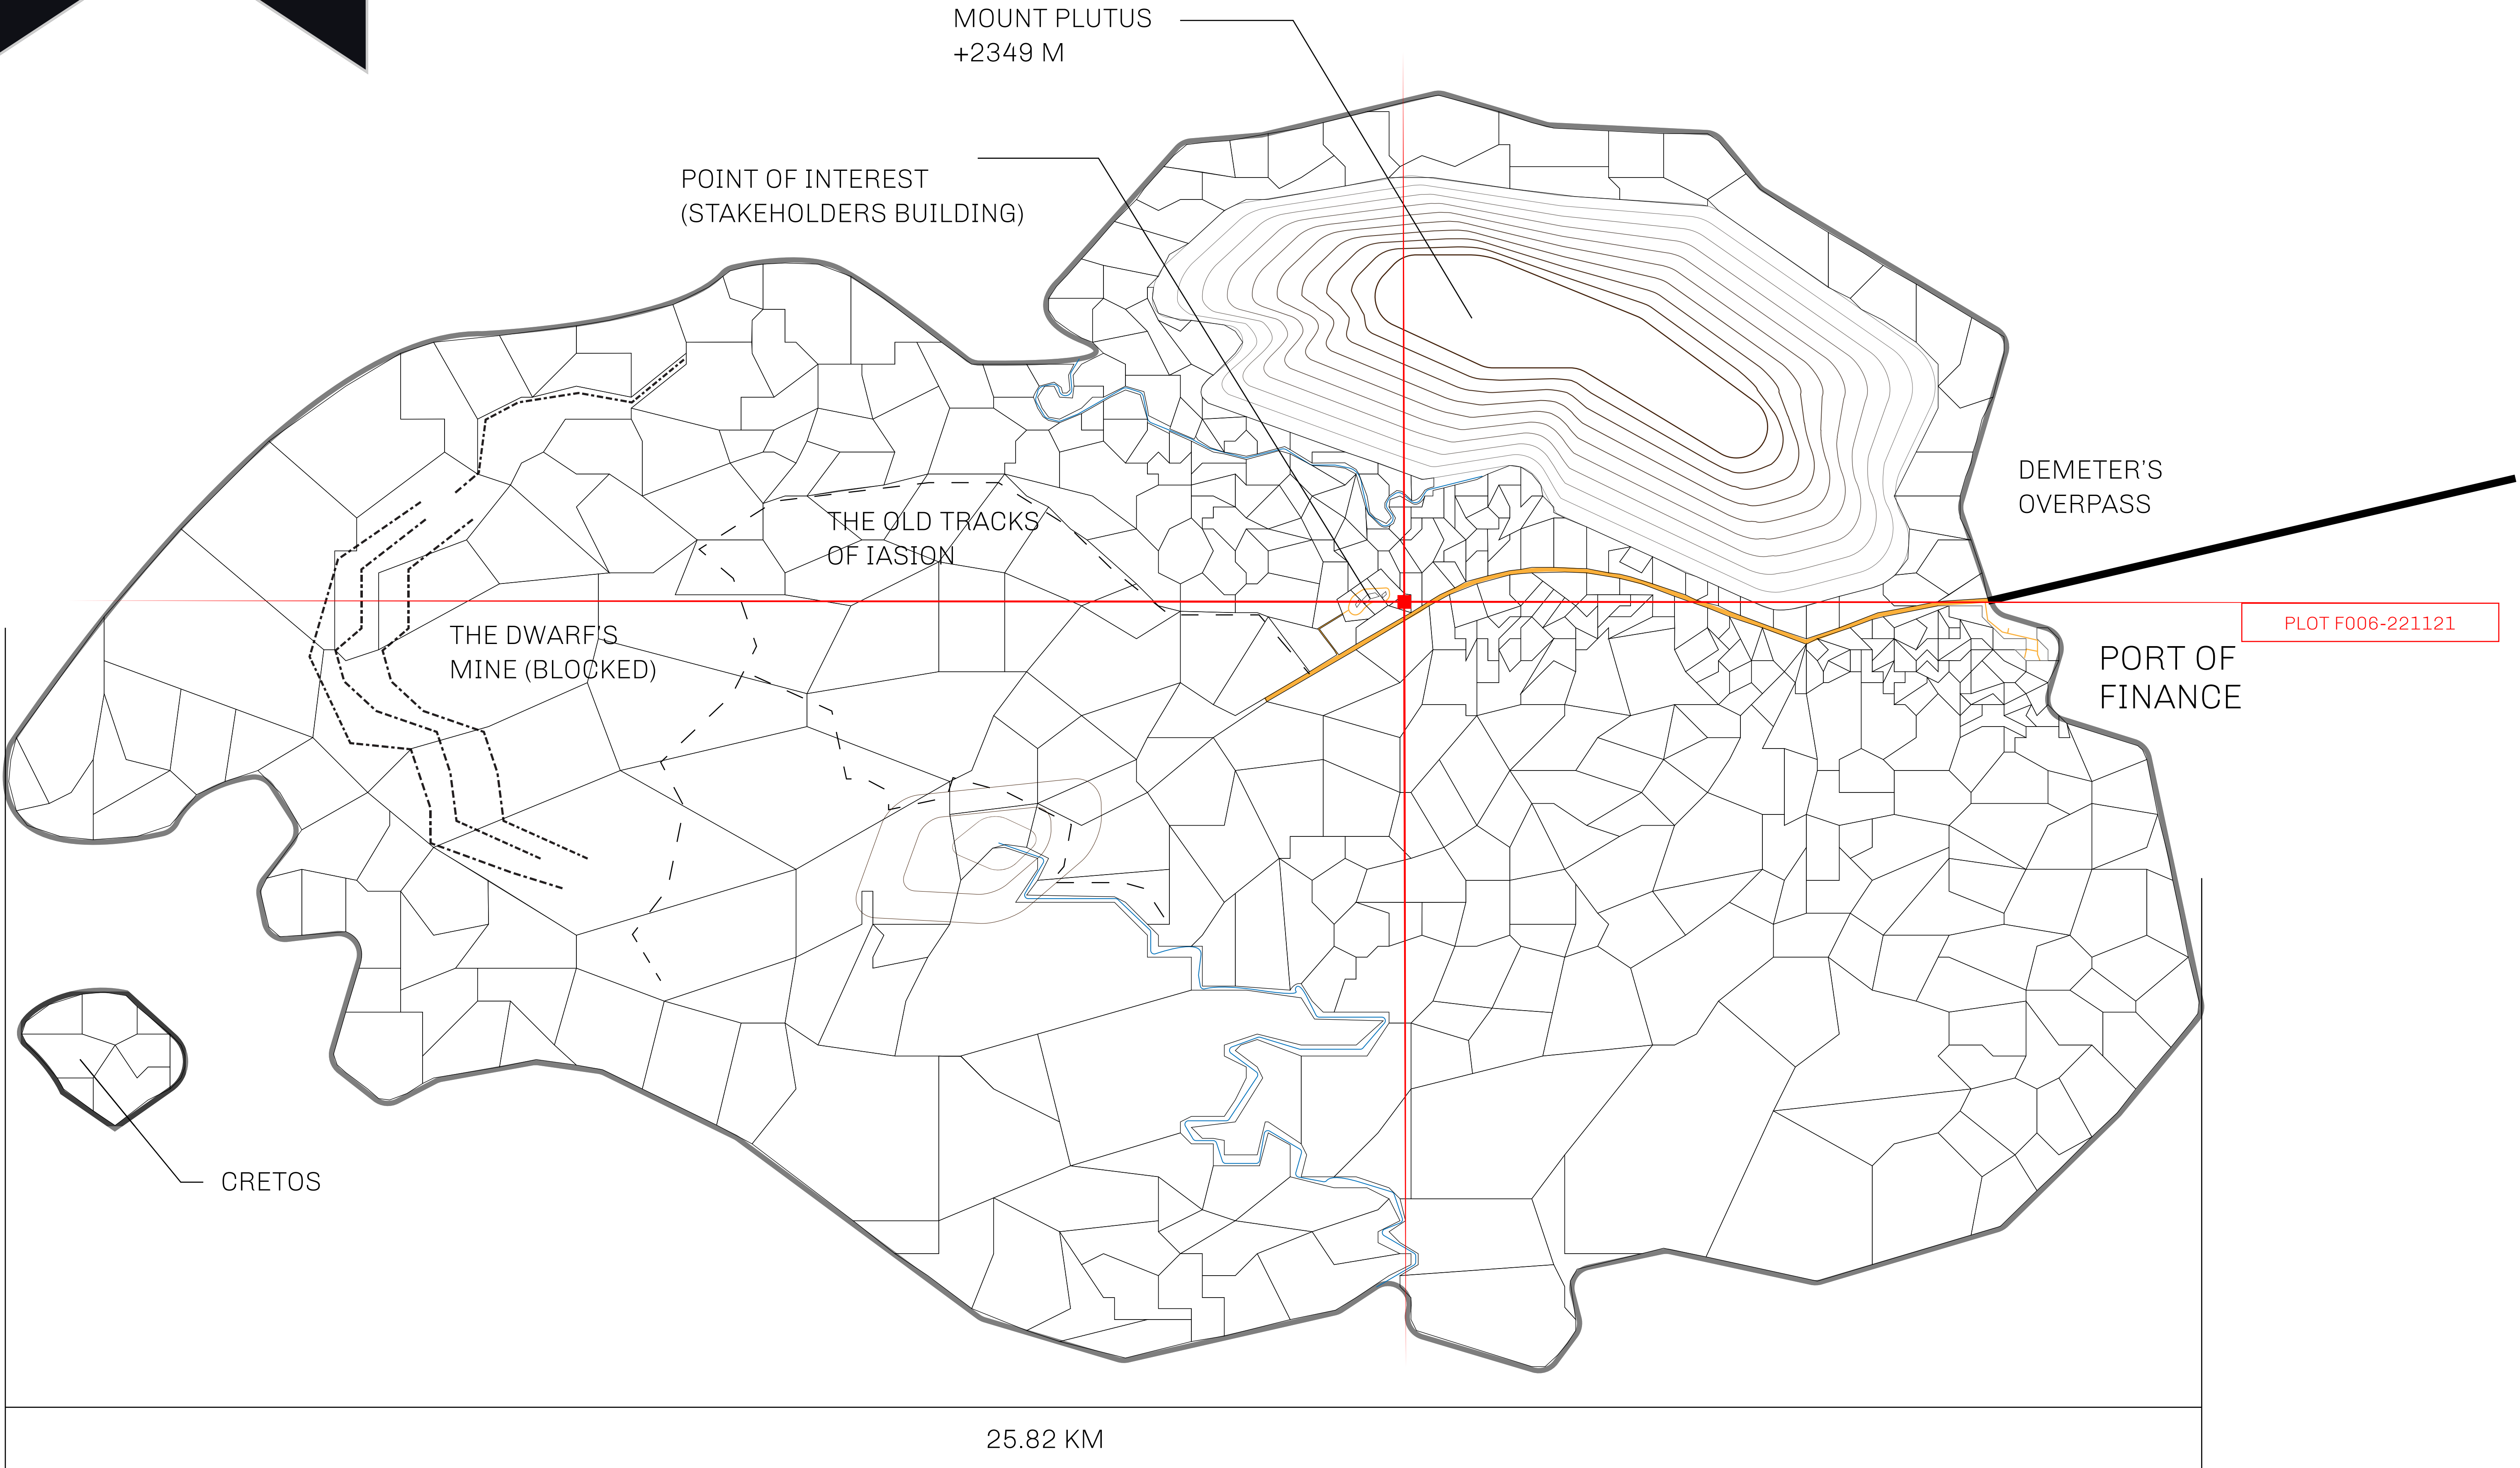 MOUNT PLUTUS
+2349 M
POINT OF INTEREST
(STAKEHOLDERS BUILDING)
DEMETER'S
OVERPASS
THE OLD TRACKS
OF IASION
PLOT F006-221121
THE DWARF'S
MINE (BLOCKED)
PORT OF
FINANCE
CRETOS
25.82 KM